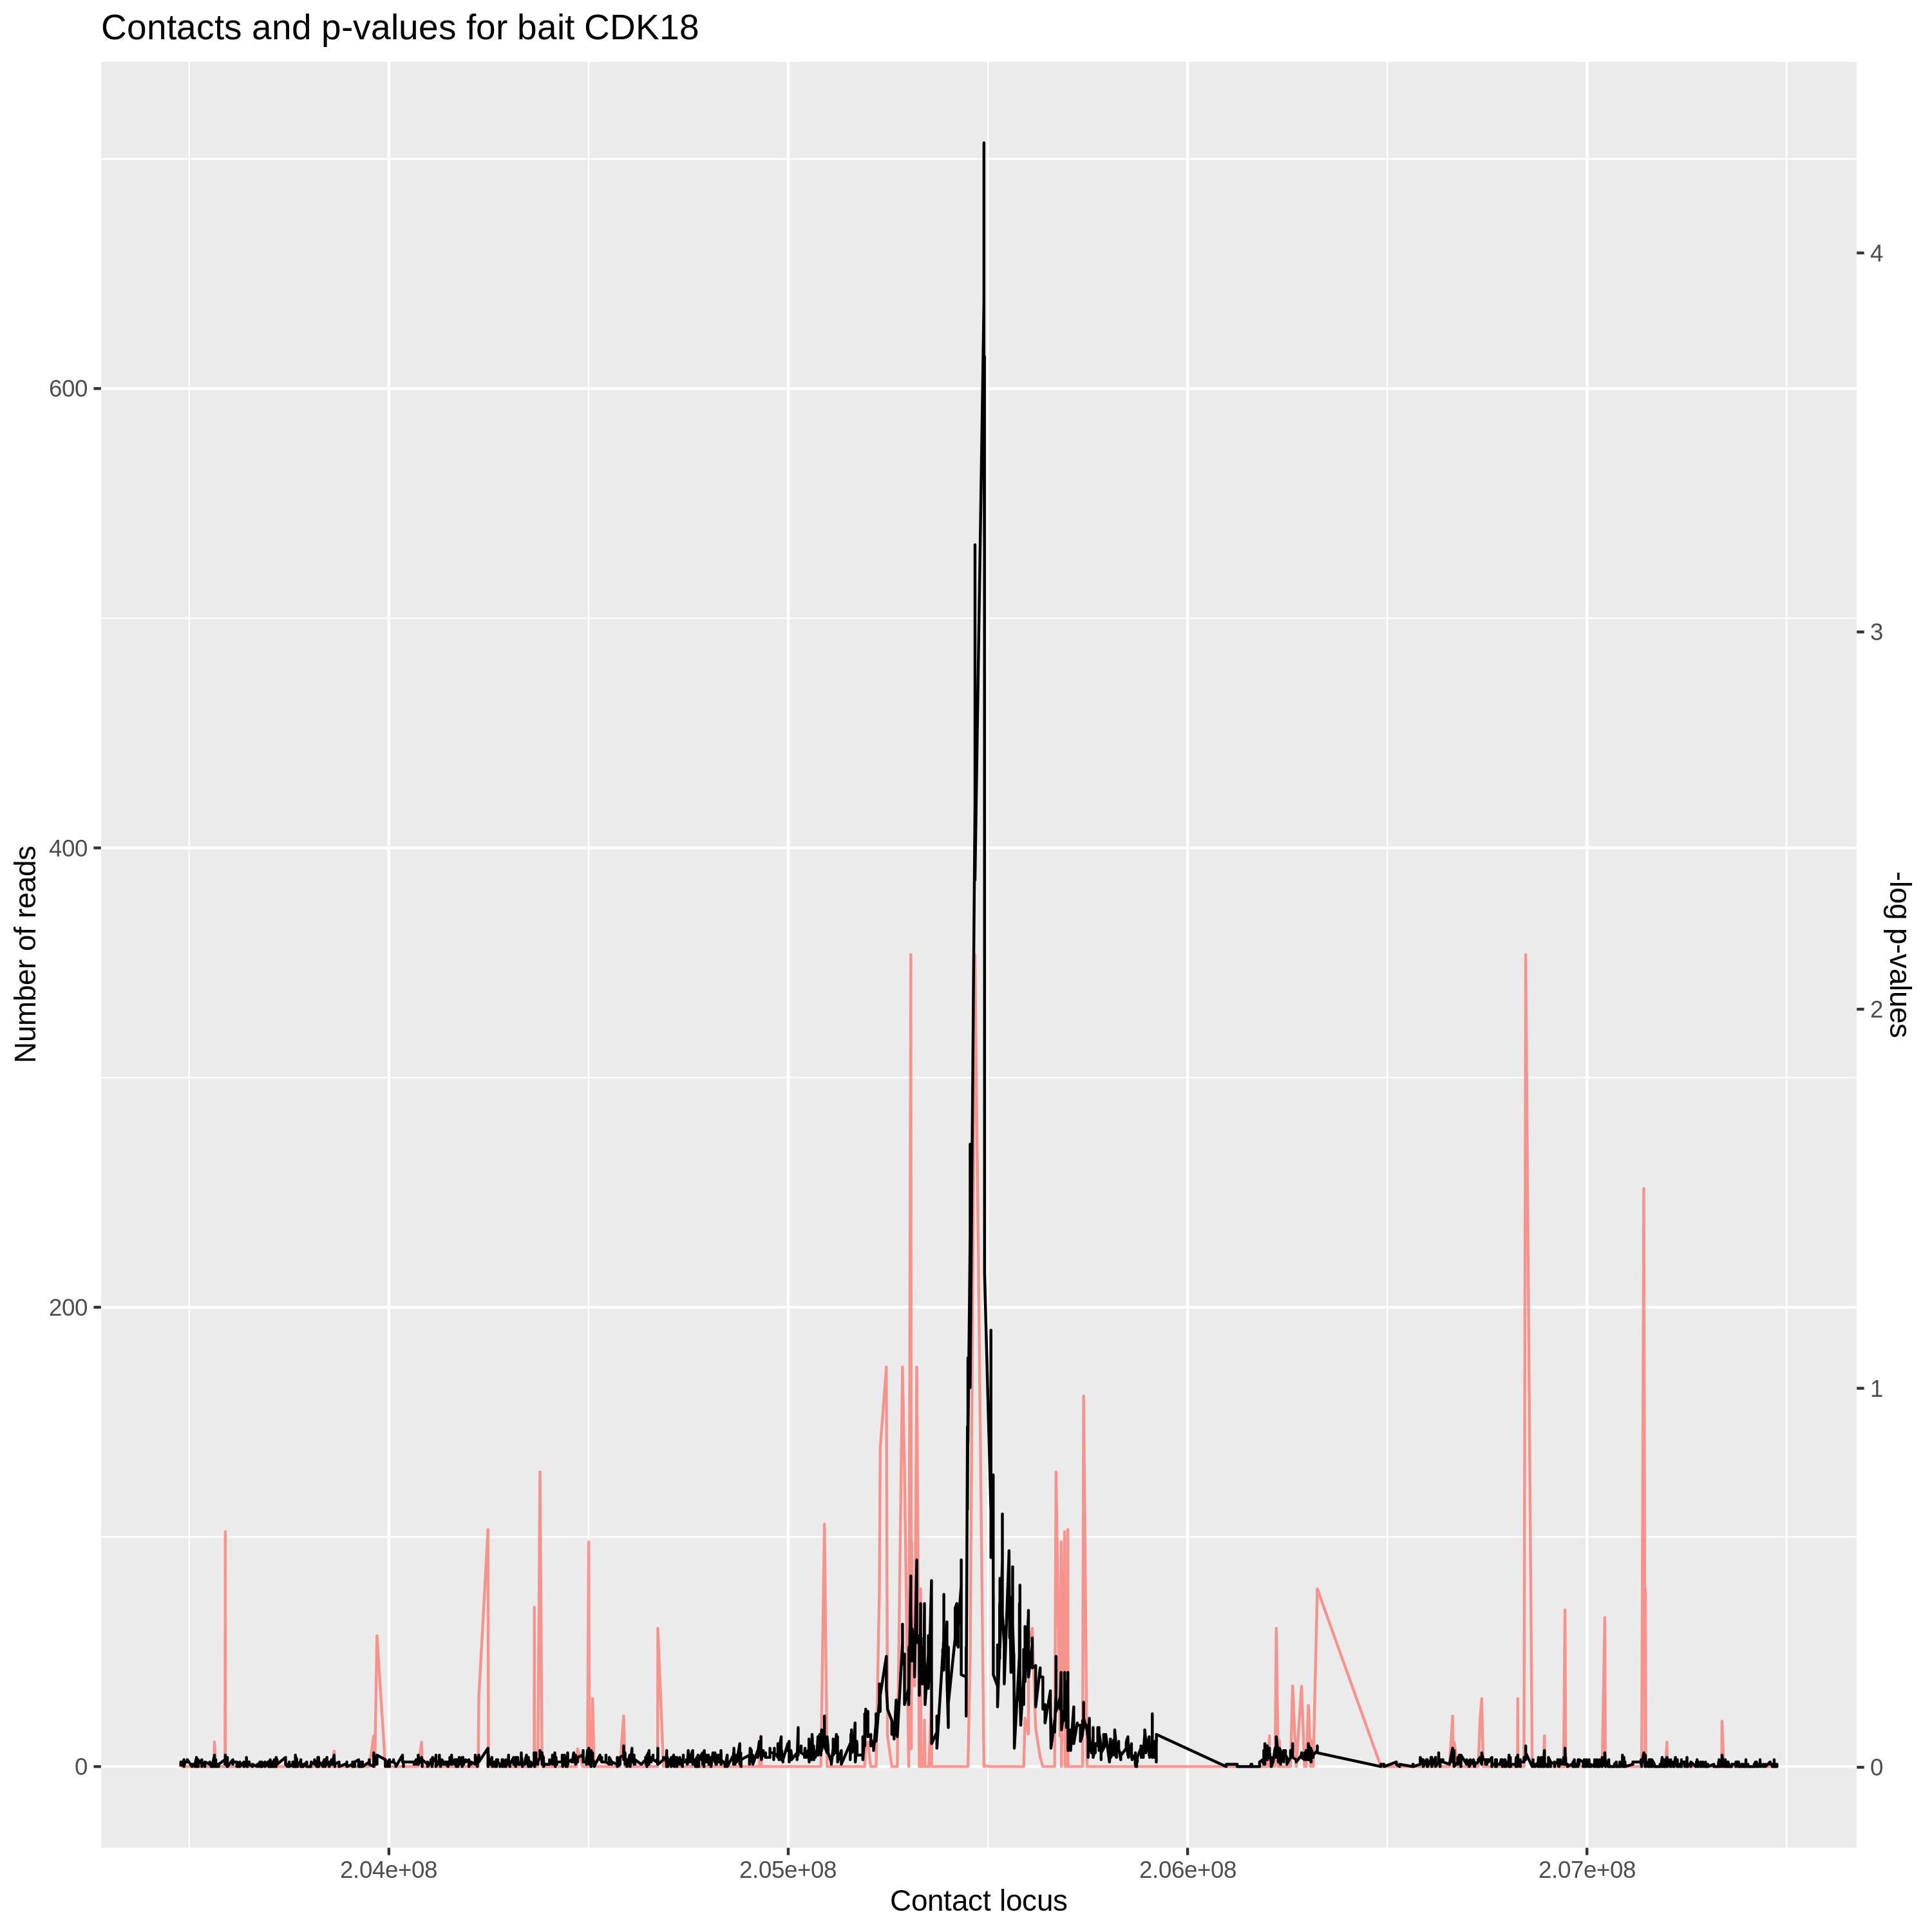 Contacts and p-values for bait CDK18
Number of reads
600
400
200
0
-log p-values
4
3
2
1
0
2.04e+08
2.05e+08
2.06e+08
2.07e+08
Contact locus